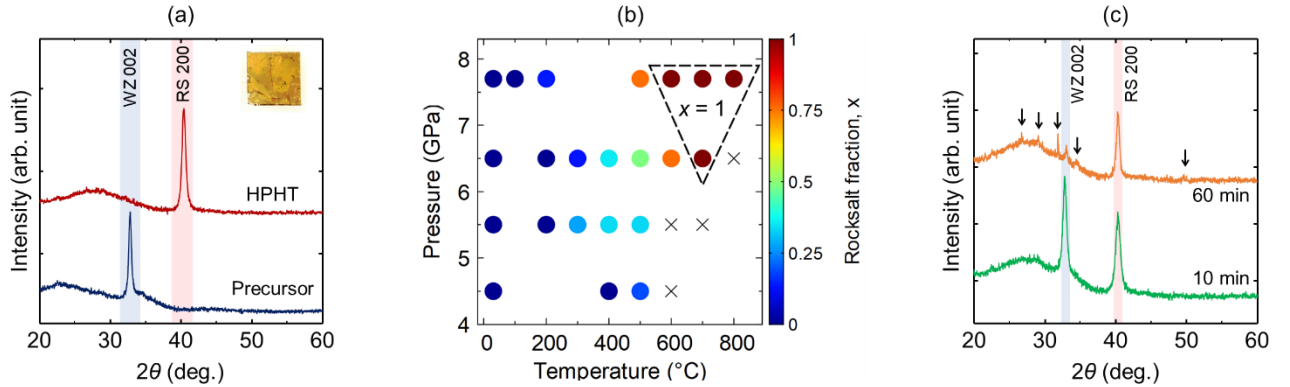 (a)
WZ 002
RS 200
HPHT
Precursor
Intensity (arb. unit)
20
30
40
50
60
2θ (deg.)
(b)
8
7
6
5
4
Pressure (GPa)
x = 1
0
200
400
600
800
Temperature (°C)
1
0.75
0.5
0.25
0
Rocksalt fraction, x
(c)
WZ 002
RS 200
60 min
10 min
Intensity (arb. unit)
20
30
40
50
60
2θ (deg.)